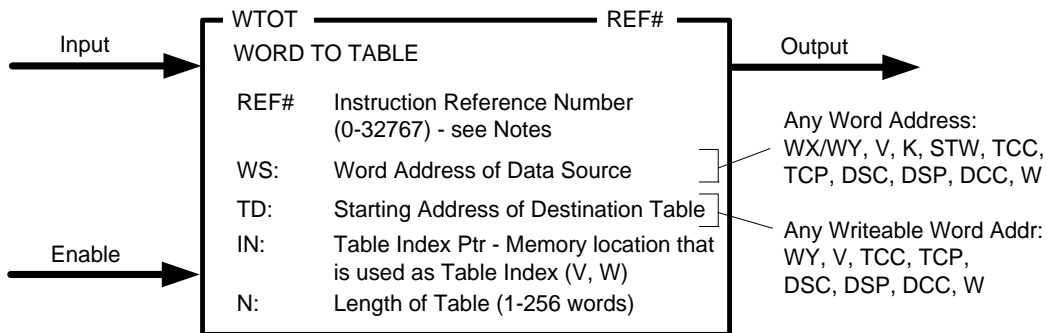 WTOT REF#
Input
WORD TO TABLE
Output
REF# Instruction Reference Number
(0-32767) - see Notes
WS: Word Address of Data Source
Any Word Address:
WX/WY, V, K, STW, TCC,
TCP, DSC, DSP, DCC, W
TD: Starting Address of Destination Table
Any Writeable Word Addr:
WY, V, TCC, TCP,
DSC, DSP, DCC, W
Enable
IN: Table Index Ptr - Memory location that
is used as Table Index (V, W)
N: Length of Table (1-256 words)